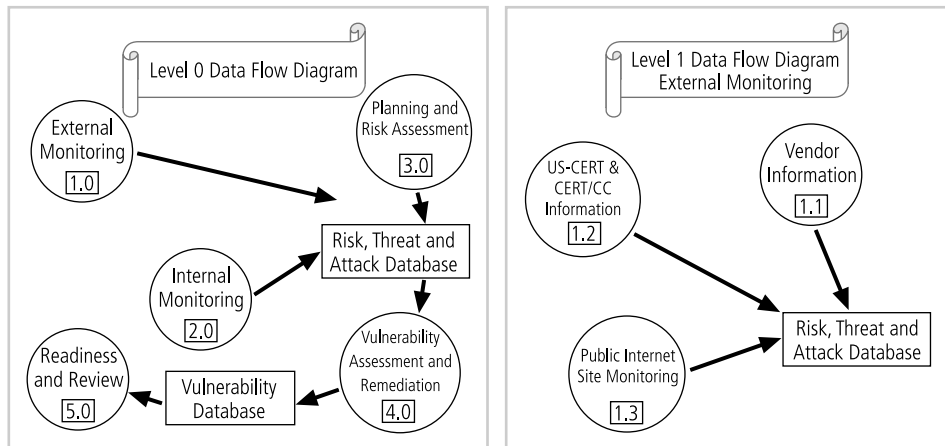 Level 0 Data Flow Diagram
External
Monitoring
1.0
Planning and
Risk Assessment
3.0
Risk, Threat and
Attack Database
Internal
Monitoring
2.0
Vulnerability
Assessment and
Remediation
4.0
Vulnerability
Database
Readiness
and Review
5.0
Level 1 Data Flow Diagram
External Monitoring
US-CERT &
CERT/CC
Information
1.2
Vendor
Information
1.1
Risk, Threat and
Attack Database
Public Internet
Site Monitoring
1.3